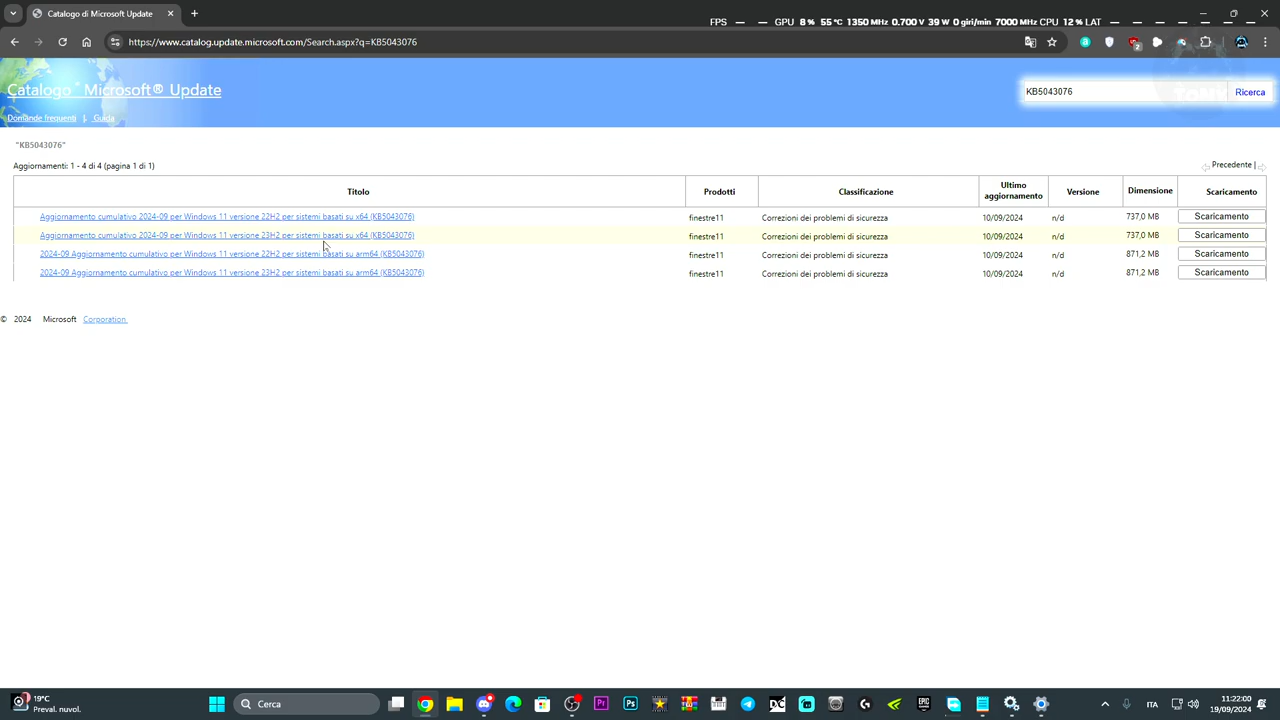 Catalogo di Microsoft Update
FPS — — GPU 8 % 55 °C 1350 MHz 0.700 V 39 W 0 giri/min 7000 MHz CPU 12 % LAT — — — — —
https://www.catalog.update.microsoft.com/Search.aspx?q=KB5043076
2
Catalogo Microsoft® Update
KB5043076
Ricerca
Domande frequenti | Guida
"KB5043076"
Aggiornamenti: 1 - 4 di 4 (pagina 1 di 1)
Precedente |
Titolo Prodotti Classificazione Ultimo aggiornamento Versione Dimensione Scaricamento
Aggiornamento cumulativo 2024-09 per Windows 11 versione 22H2 per sistemi basati su x64 (KB5043076) finestre11 Correzioni dei problemi di sicurezza 10/09/2024 n/d 737,0 MB Scaricamento
Aggiornamento cumulativo 2024-09 per Windows 11 versione 23H2 per sistemi basati su x64 (KB5043076) finestre11 Correzioni dei problemi di sicurezza 10/09/2024 n/d 737,0 MB Scaricamento
2024-09 Aggiornamento cumulativo per Windows 11 versione 22H2 per sistemi basati su arm64 (KB5043076) finestre11 Correzioni dei problemi di sicurezza 10/09/2024 n/d 871,2 MB Scaricamento
2024-09 Aggiornamento cumulativo per Windows 11 versione 23H2 per sistemi basati su arm64 (KB5043076) finestre11 Correzioni dei problemi di sicurezza 10/09/2024 n/d 871,2 MB Scaricamento
© 2024 Microsoft Corporation
19°C
Preval. nuvol.
Cerca
ITA
11:22:00
19/09/2024